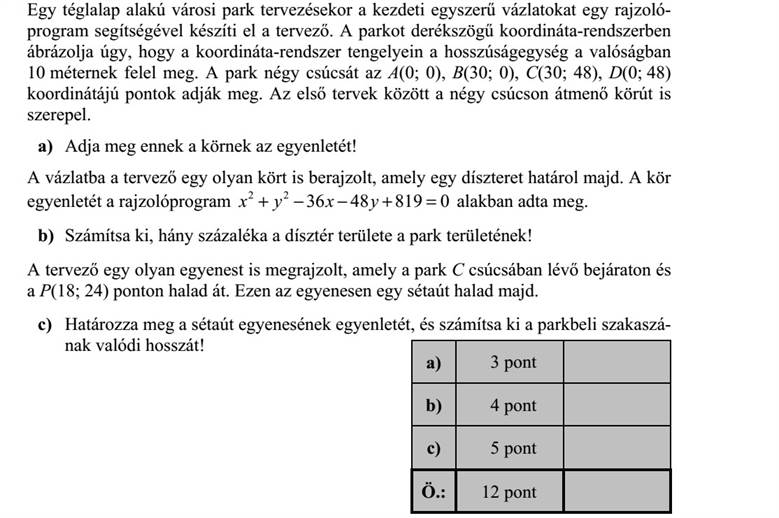 Egy téglalap alakú városi park tervezésekor a kezdeti egyszerű vázlatokat egy rajzoló-
program segítségével készíti el a tervező. A parkot derékszögű koordináta-rendszerben
ábrázolja úgy, hogy a koordináta-rendszer tengelyein a hosszúságegység a valóságban
10 méternek felel meg. A park négy csúcsát az A(0; 0), B(30; 0), C(30; 48), D(0; 48)
koordinátájú pontok adják meg. Az első tervek között a négy csúcson átmenő körút is
szerepel.
a) Adja meg ennek a körnek az egyenletét!
A vázlatba a tervező egy olyan kört is berajzolt, amely egy díszteret határol majd. A kör
egyenletét a rajzolóprogram x² + y² − 36x − 48y + 819 = 0 alakban adta meg.
b) Számítsa ki, hány százaléka a dísztér területe a park területének!
A tervező egy olyan egyenest is megrajzolt, amely a park C csúcsában lévő bejáraton és
a P(18; 24) ponton halad át. Ezen az egyenesen egy sétaút halad majd.
c) Határozza meg a sétaút egyenesének egyenletét, és számítsa ki a parkbeli szakaszá-
nak valódi hosszát!
a) 3 pont
b) 4 pont
c) 5 pont
Ö.: 12 pont